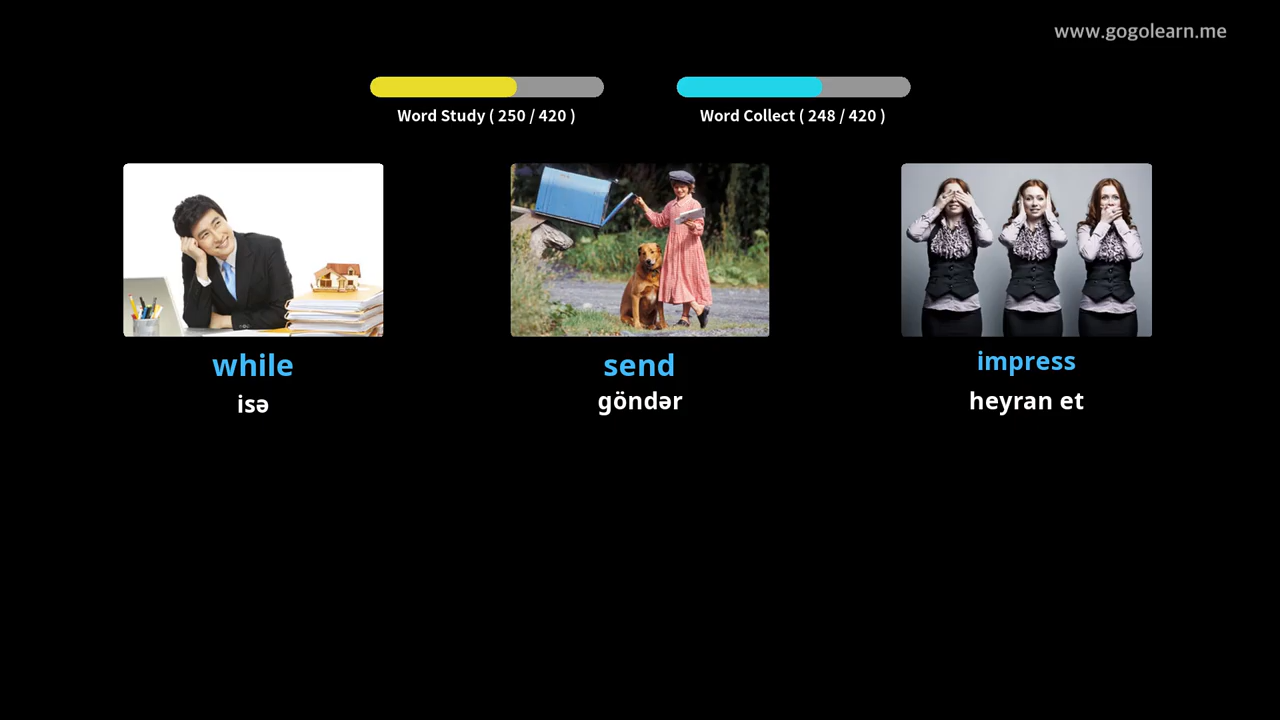 www.gogolearn.me
Word Study ( 250 / 420 )
Word Collect ( 248 / 420 )
while
send
impress
isə
göndər
heyran et